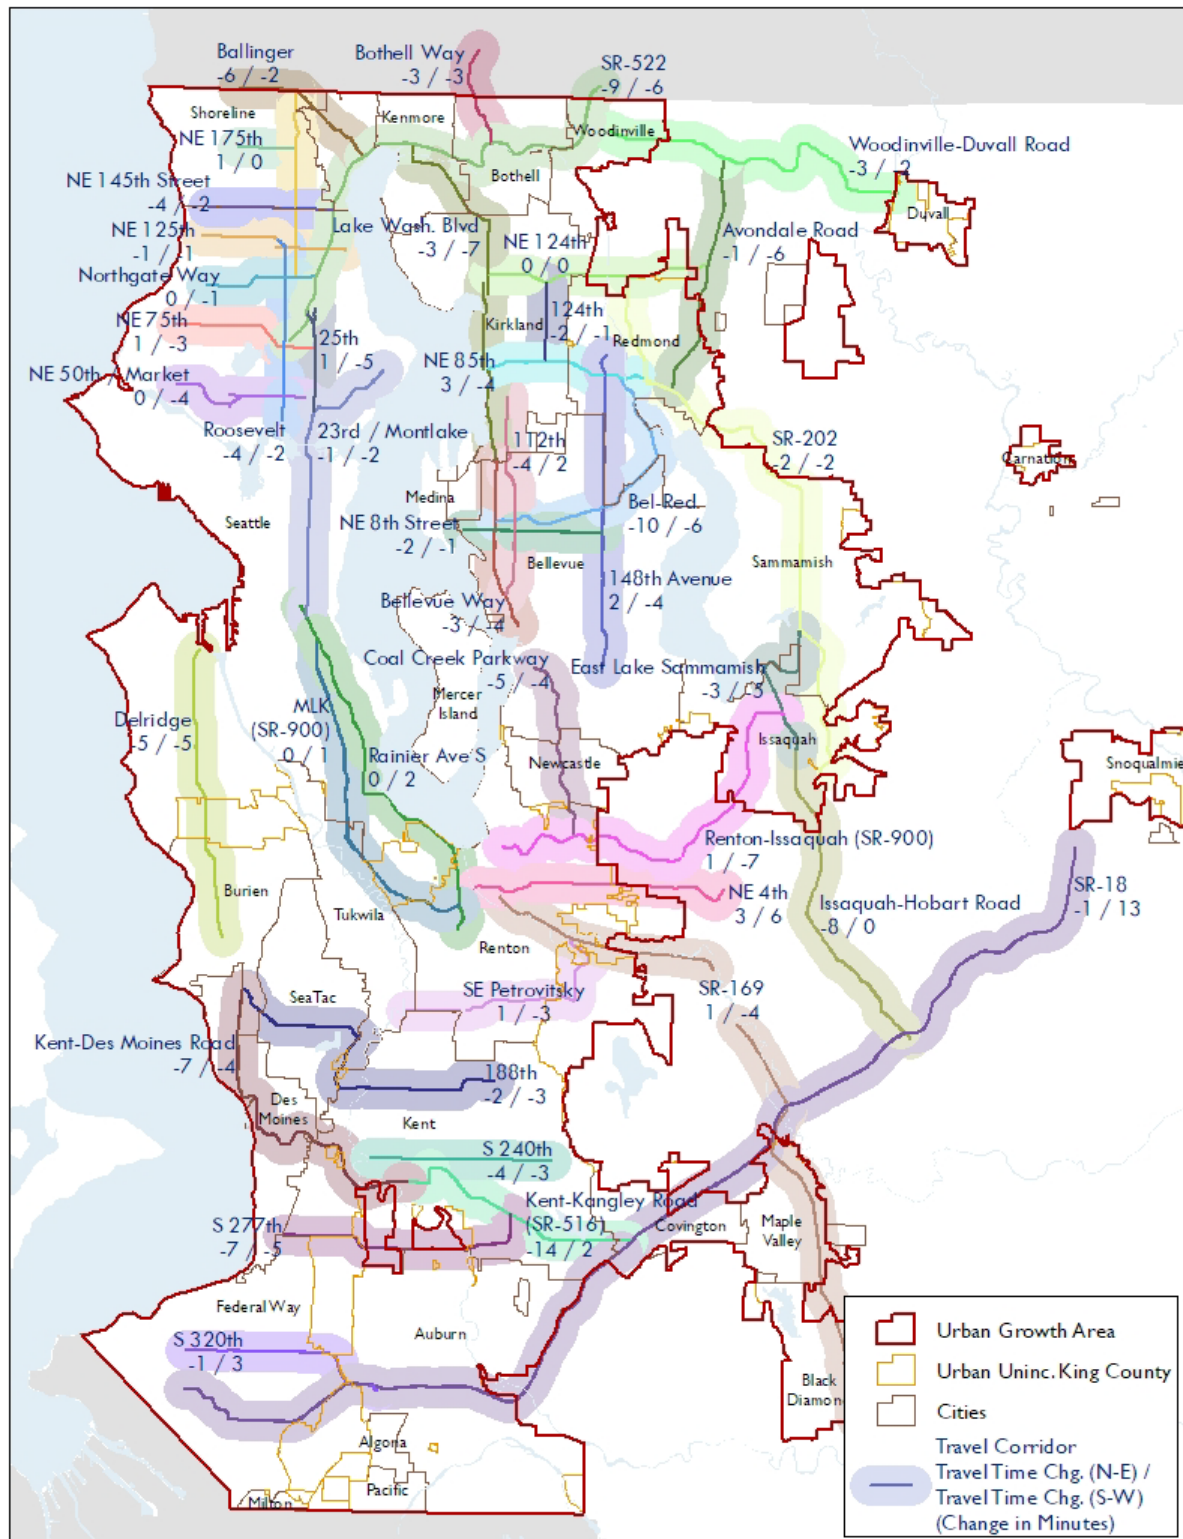 Ballinger
-6 / -2
Bothell Way
-3 / -3
SR-522
-9 / -6
Shoreline
Kenmore
Woodinville
NE 175th
1 / 0
Bothell
Woodinville-Duvall Road
-3 / -2
NE 145th Street
-4 / -2
Duvall
NE 125th
-1 / -1
Lake Wash. Blvd
-3 / -7
NE 124th
0 / 0
Avondale Road
-1 / -6
Northgate Way
0 / -1
NE 75th
1 / -3
25th
1 / -5
Kirkland
124th
-2 / -1
Redmond
NE 85th
3 / -4
NE 50th / Market
0 / -4
Roosevelt
-4 / -2
23rd / Montlake
-1 / -2
112th
-4 / 2
SR-202
-2 / -2
Carnation
Medina
Seattle
NE 8th Street
-2 / -1
Bel-Red.
-10 / -6
Bellevue
Sammamish
148th Avenue
2 / -4
Bellevue Way
-3 / -4
Coal Creek Parkway
-5 / -4
East Lake Sammamish
-3 / -5
Mercer
Island
Delridge
-5 / -5
MLK
(SR-900)
0 / 1
Rainier Ave S
0 / 2
Newcastle
Issaquah
Snoqualmie
Renton-Issaquah (SR-900)
1 / -7
Burien
Tukwila
NE 4th
3 / 6
Issaquah-Hobart Road
-8 / 0
SR-18
-1 / 13
Renton
SeaTac
SE Petrovitsky
1 / -3
SR-169
1 / -4
Kent-Des Moines Road
-7 / -4
188th
-2 / -3
Des
Moines
Kent
S 240th
-4 / -3
Kent-Kangley Road
(SR-516)
-14 / 2
S 277th
-7 / -5
Covington
Maple
Valley
Federal Way
Auburn
S 320th
-1 / 3
Black
Diamond
Algona
Pacific
Milton
Urban Growth Area
Urban Uninc. King County
Cities
Travel Corridor
Travel Time Chg. (N-E) /
Travel Time Chg. (S-W)
(Change in Minutes)